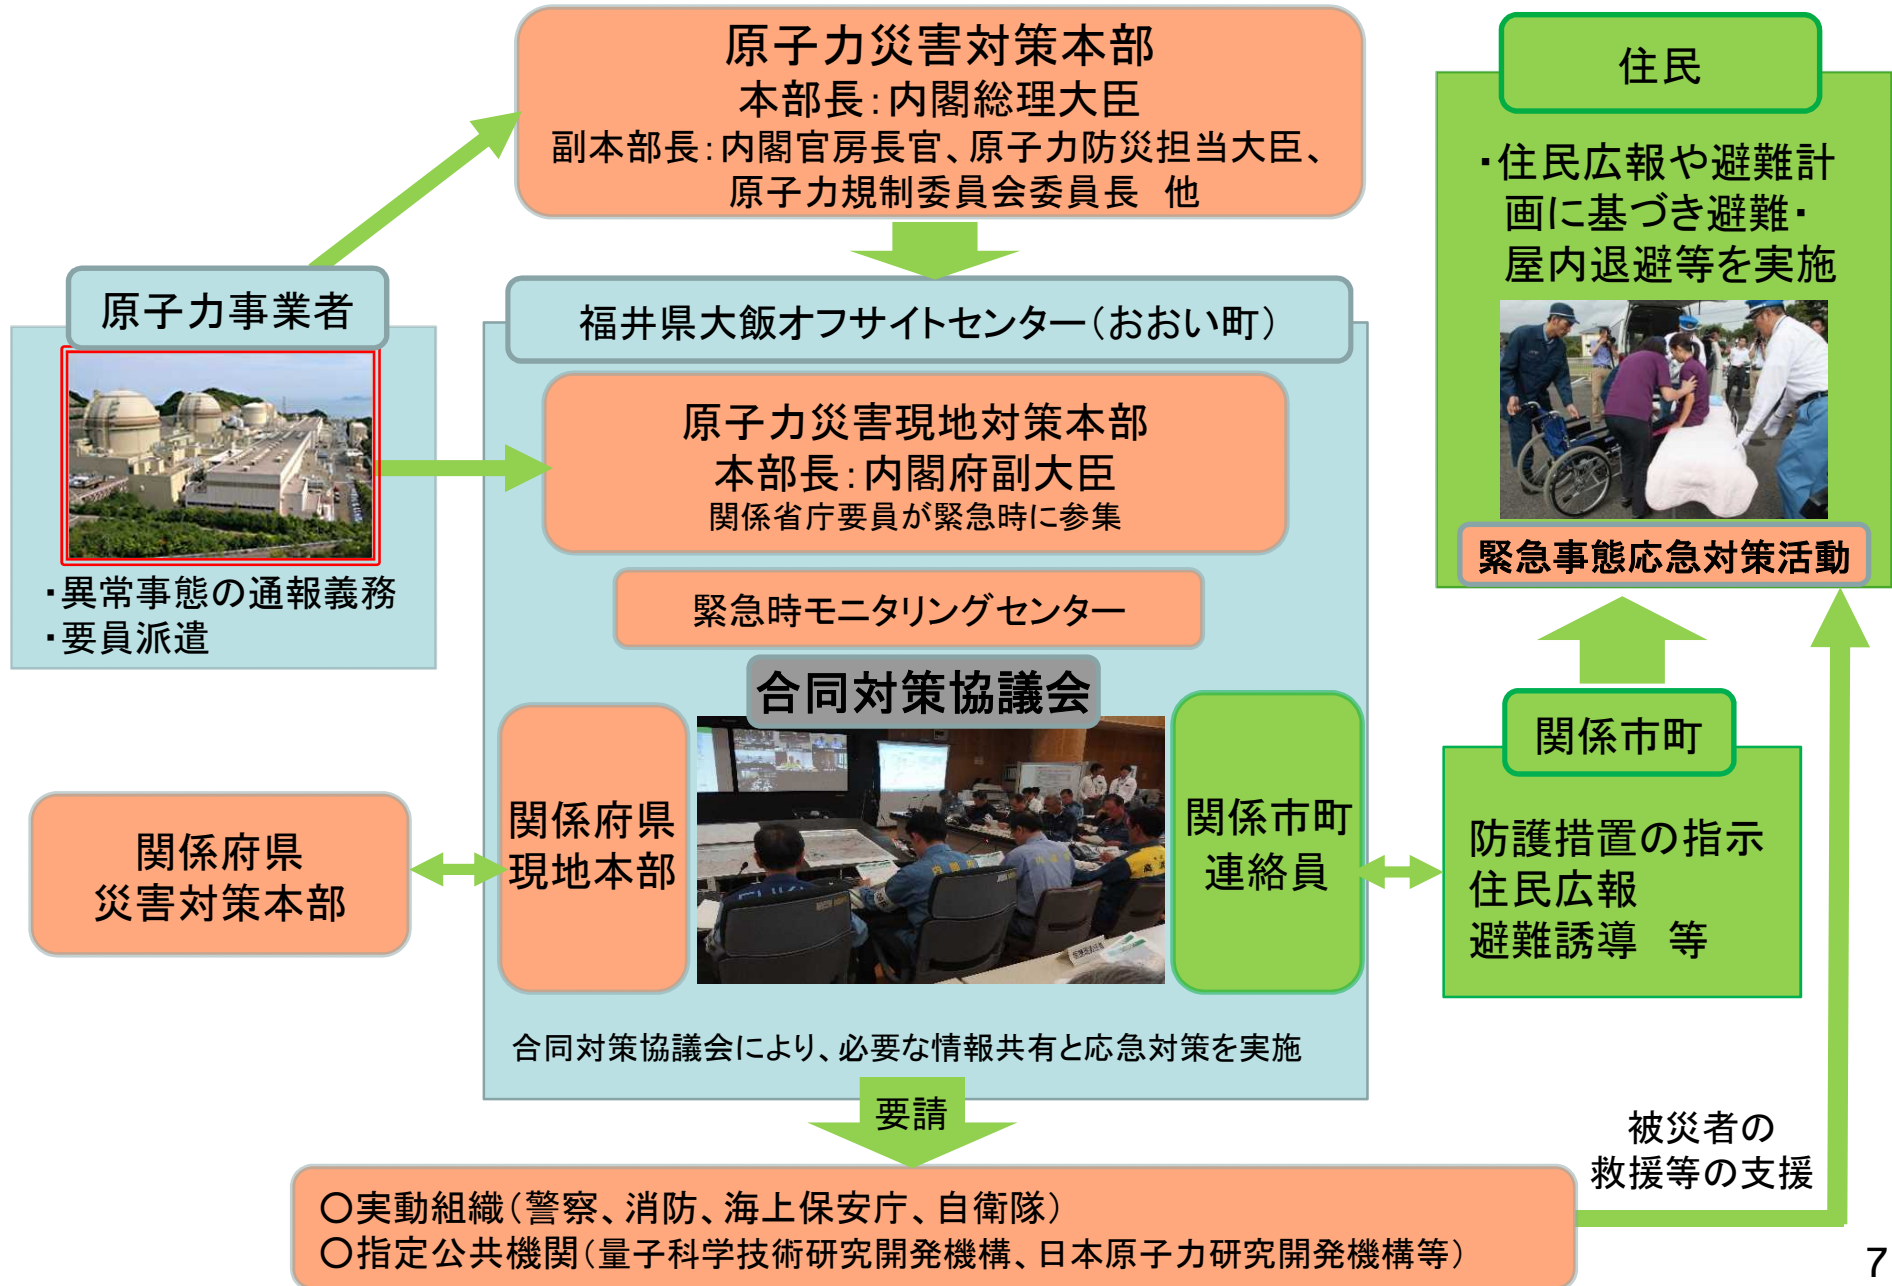 原子力災害対策本部
本部長：内閣総理大臣
副本部長：内閣官房長官、原子力防災担当大臣、
原子力規制委員会委員長　他
住民
・住民広報や避難計
画に基づき避難・
屋内退避等を実施
緊急事態応急対策活動
原子力事業者
・異常事態の通報義務
・要員派遣
福井県大飯オフサイトセンター（おおい町）
原子力災害現地対策本部
本部長：内閣府副大臣
関係省庁要員が緊急時に参集
緊急時モニタリングセンター
合同対策協議会
関係府県
現地本部
関係市町
連絡員
関係府県
災害対策本部
関係市町
防護措置の指示
住民広報
避難誘導　等
合同対策協議会により、必要な情報共有と応急対策を実施
要請
被災者の
救援等の支援
○実動組織（警察、消防、海上保安庁、自衛隊）
○指定公共機関（量子科学技術研究開発機構、日本原子力研究開発機構等）
7